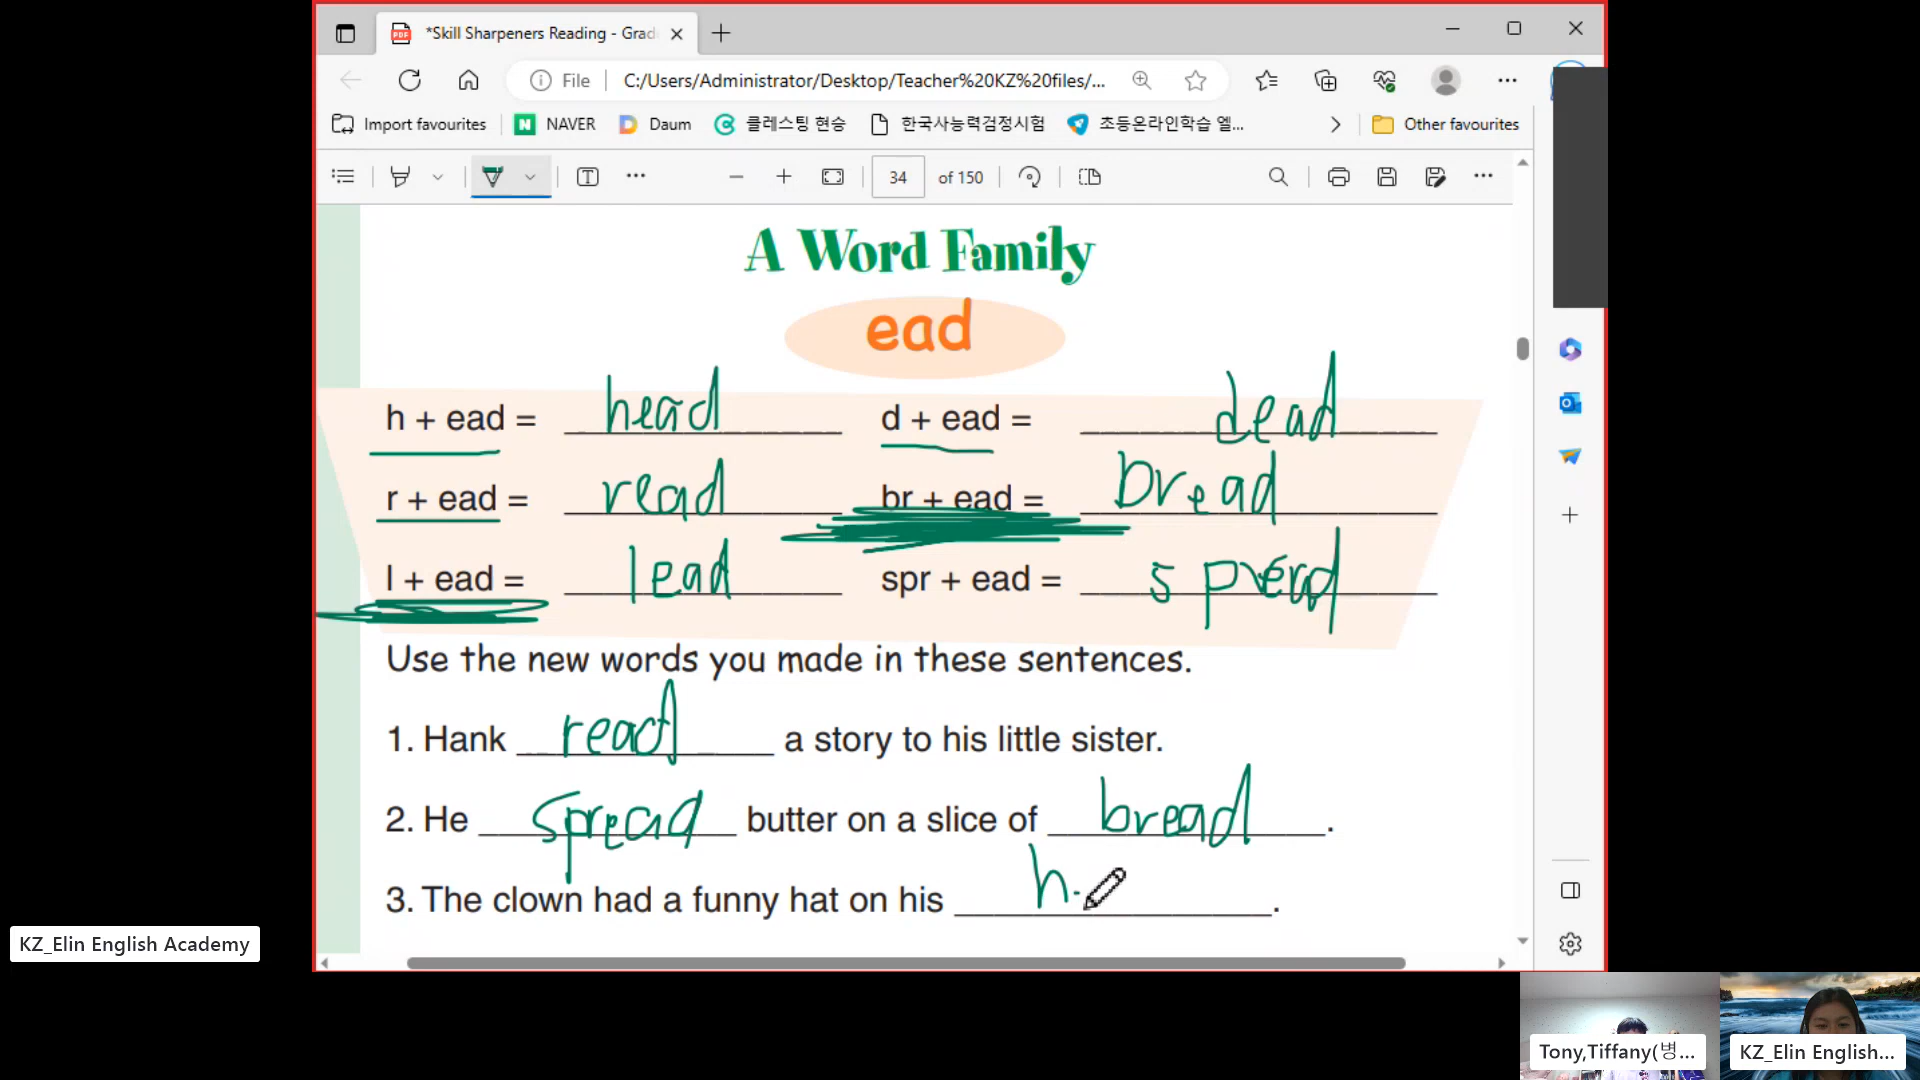 *Skill Sharpeners Reading - Grad
File
C:/Users/Administrator/Desktop/Teacher%20KZ%20files/...
Import favourites
NAVER
Daum
클레스팅 현승
한국사능력검정시험
초등온라인학습 엘...
Other favourites
34 of 150
A Word Family
ead
h + ead = head
d + ead = dead
r + ead = read
br + ead = bread
l + ead = lead
spr + ead = spread
Use the new words you made in these sentences.
1. Hank read a story to his little sister.
2. He spread butter on a slice of bread.
3. The clown had a funny hat on his h.
KZ_Elin English Academy
Tony,Tiffany(병...
KZ_Elin English...